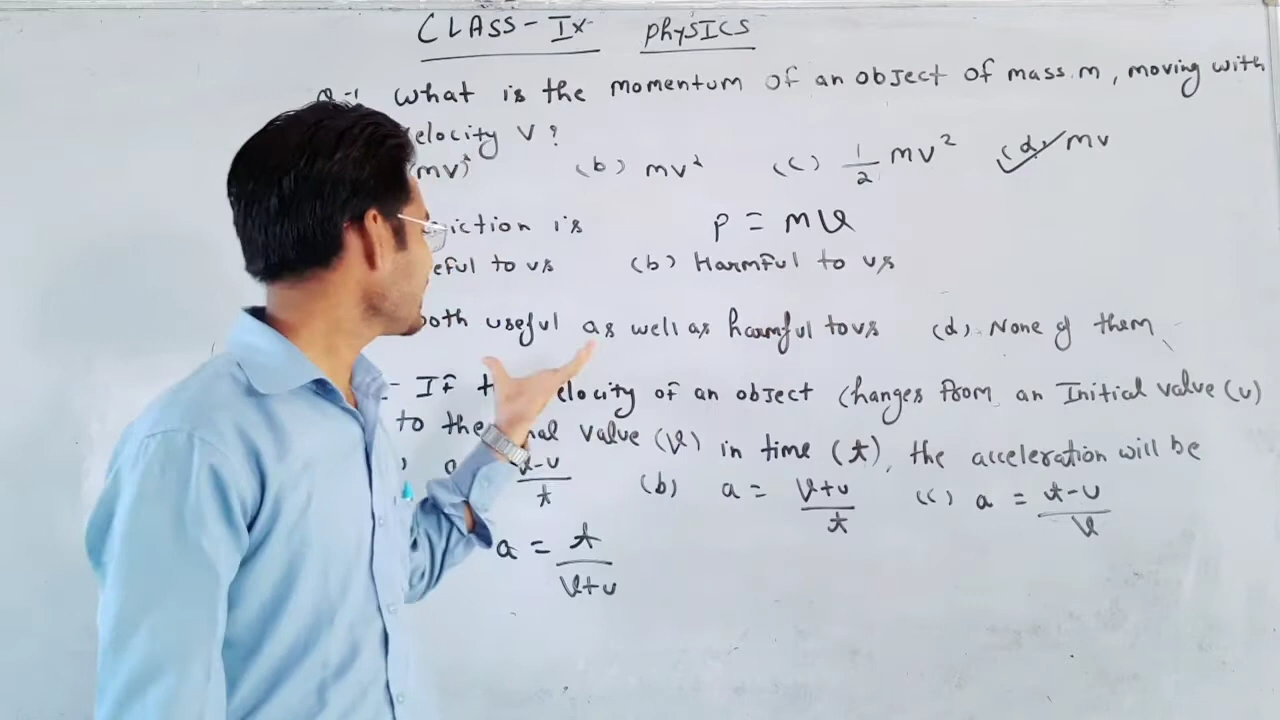 CLASS-IX PHYSICS
what is the momentum of an object of mass m, moving with
elocity v?
(mv)² (b) mv² (c) 1/2 mv² (d) mv
iction is p = mv
eful to us (b) Harmful to us
both useful as well as harmful to us (d) None of them
If elocity of an object changes from an Initial value (u)
to the nal value (v) in time (t), the acceleration will be
v-u/t (b) a = v+u/t (c) a = t-u/v
a = t/v+u